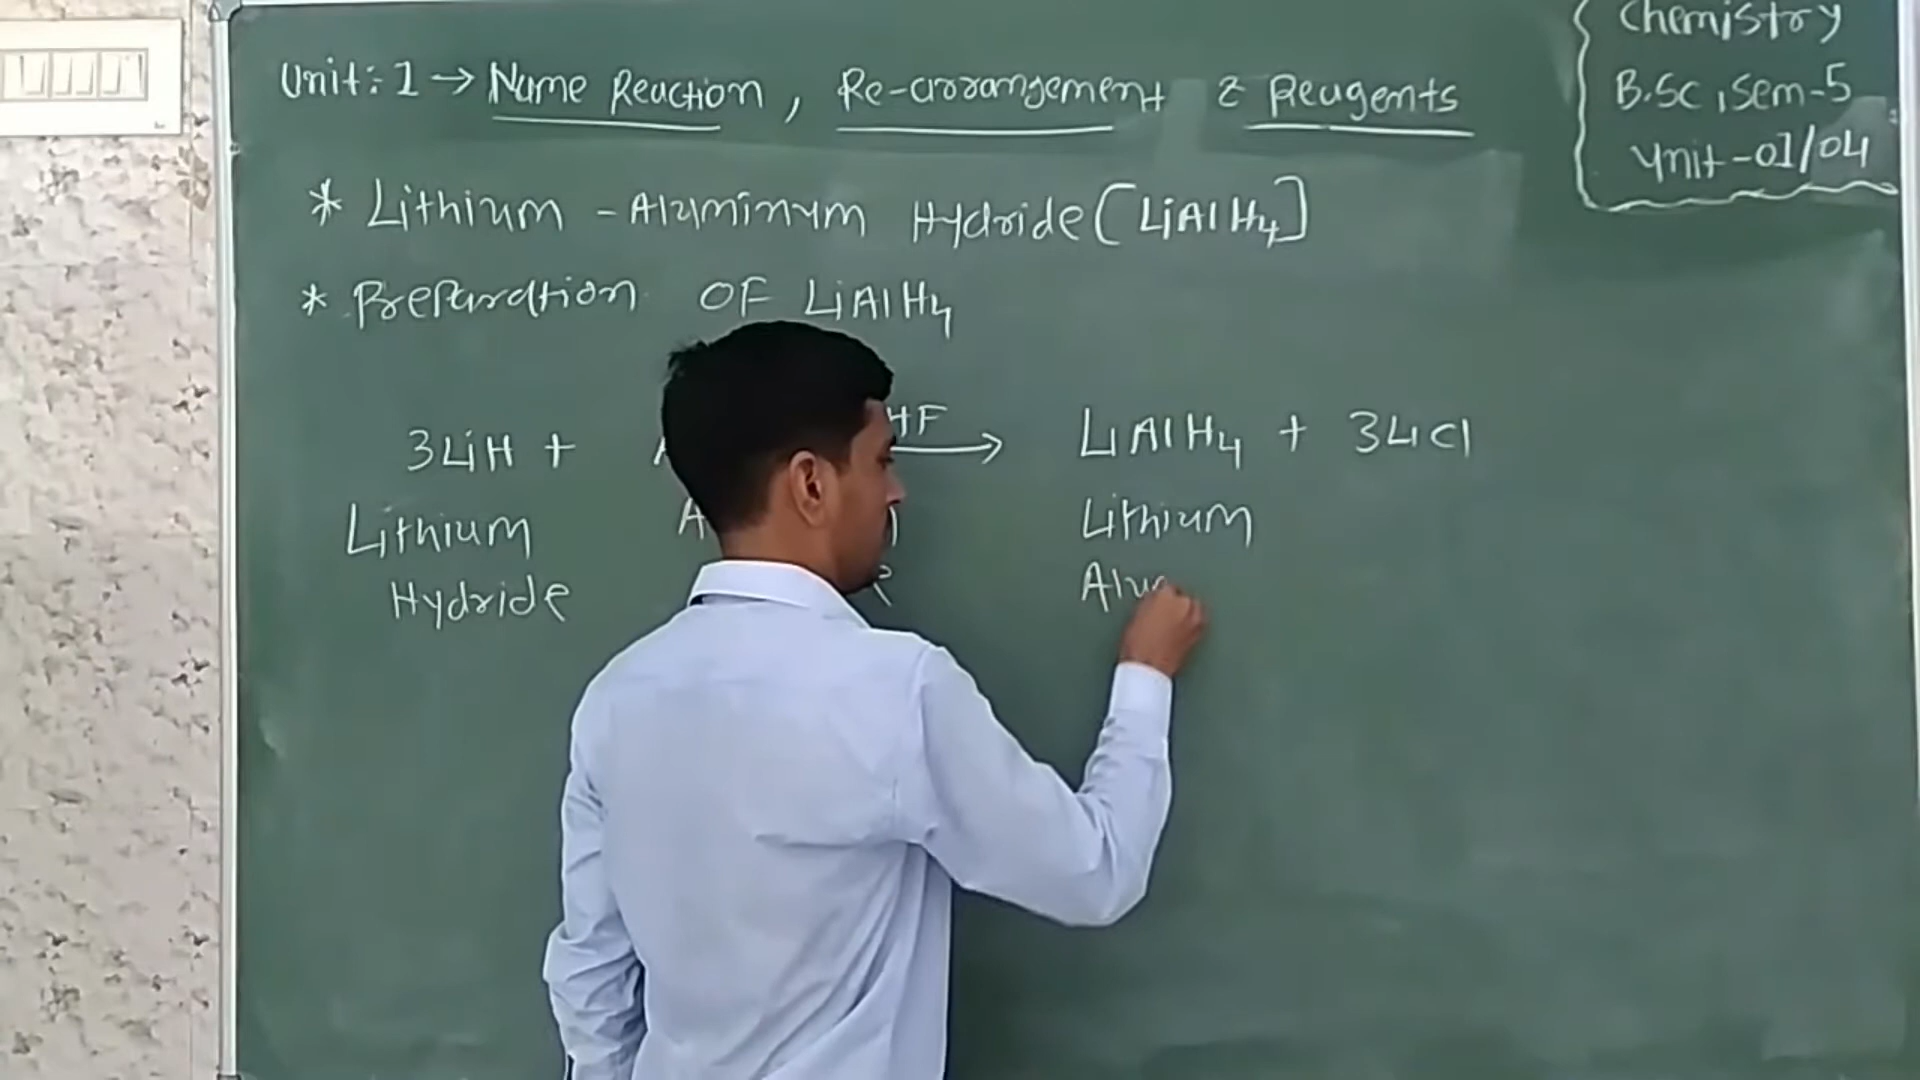 Chemistry
B.Sc, Sem-5
Unit-01/04
Unit:1 → Name Reaction, Re-arrangement & Reagents
* Lithium - Aluminium Hydride [LiAlH4]
* Preparation OF LiAlH4
3LiH + → LiAlH4 + 3LiCl
Lithium Lithium
Hydride